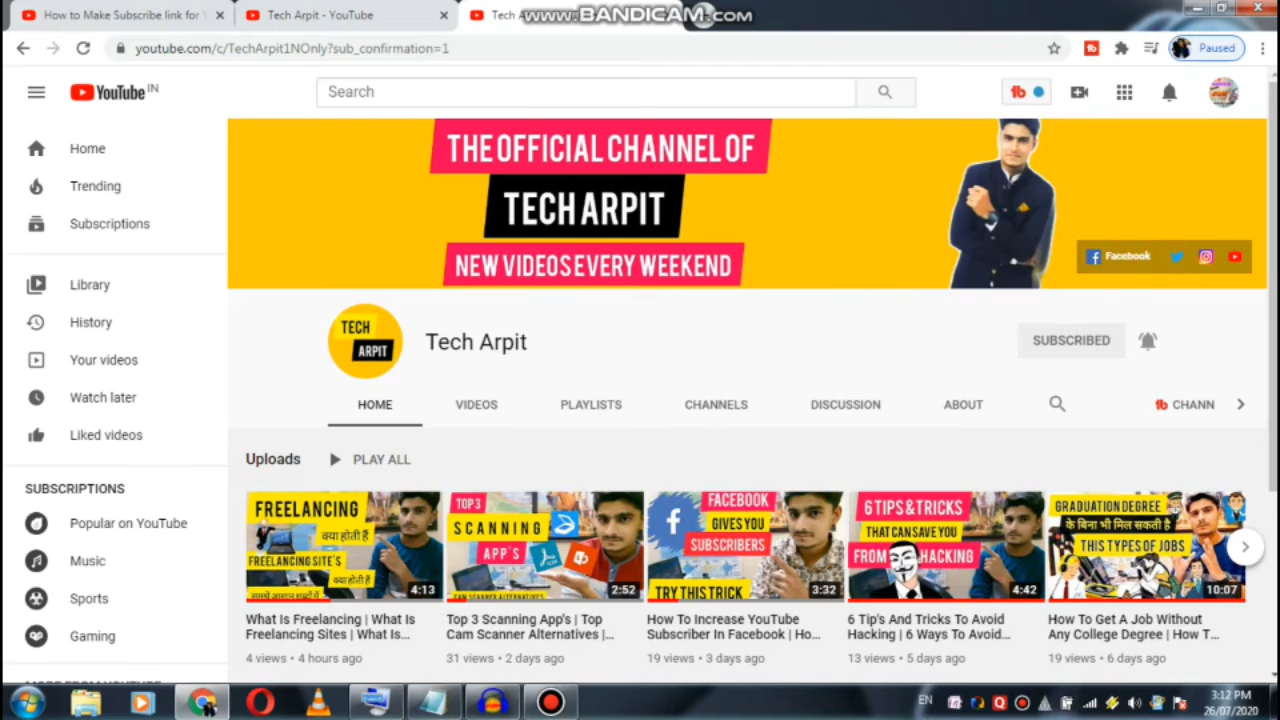 How to Make Subscribe link for
Tech Arpit - YouTube
Tech A
www.BANDICAM.com
youtube.com/c/TechArpit1NOnly?sub_confirmation=1
Paused
YouTube IN
Search
Home
Trending
Subscriptions
Library
History
Your videos
Watch later
Liked videos
SUBSCRIPTIONS
Popular on YouTube
Music
Sports
Gaming
THE OFFICIAL CHANNEL OF
TECH ARPIT
NEW VIDEOS EVERY WEEKEND
Facebook
TECH
ARPIT
Tech Arpit
SUBSCRIBED
HOME VIDEOS PLAYLISTS CHANNELS DISCUSSION ABOUT CHANN
Uploads PLAY ALL
FREELANCING
क्या होती हैं
FREELANCING SITE'S
क्या होती हैं
4:13
What Is Freelancing | What Is
Freelancing Sites | What Is...
4 views • 4 hours ago
TOP 3
SCANNING
APP'S
CAM SCANNER ALTERNATIVES
2:52
Top 3 Scanning App's | Top
Cam Scanner Alternatives |...
31 views • 2 days ago
FACEBOOK
GIVES YOU
SUBSCRIBERS
TRY THIS TRICK
3:32
How To Increase YouTube
Subscriber In Facebook | Ho...
19 views • 3 days ago
6 TIPS & TRICKS
THAT CAN SAVE YOU
FROM HACKING
4:42
6 Tip's And Tricks To Avoid
Hacking | 6 Ways To Avoid...
13 views • 5 days ago
GRADUATION DEGREE
के बिना भी मिल सकती है
THIS TYPES OF JOBS
10:07
How To Get A Job Without
Any College Degree | How T...
19 views • 6 days ago
EN
3:12 PM
26/07/2020